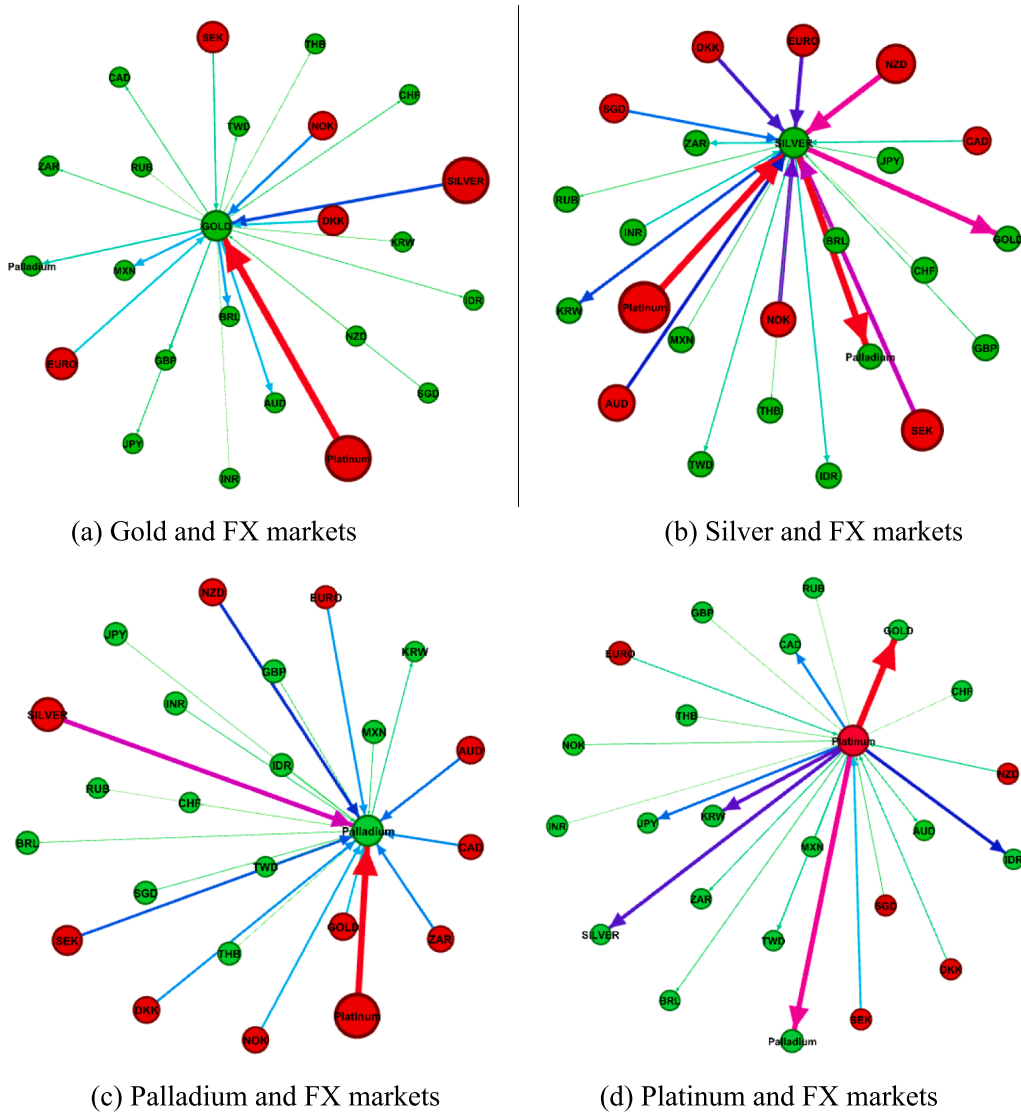 SEK
THB
CAD
CHF
TWD
NOK
ZAR
RUB
SILVER
GOLD
DKK
KRW
Palladium
MXN
IDR
BRL
NZD
EURO
GBP
SGD
AUD
JPY
Platinum
INR
(a) Gold and FX markets
DKK
EURO
NZD
SGD
ZAR
SILVER
JPY
CAD
RUB
INR
BRL
GOLD
CHF
KRW
Platinum
NOK
MXN
Palladium
GBP
AUD
THB
SEK
TWD
IDR
(b) Silver and FX markets
NZD
EURO
JPY
GBP
KRW
INR
SILVER
MXN
AUD
IDR
RUB
CHF
Palladium
BRL
CAD
TWD
SGD
GOLD
SEK
ZAR
THB
DKK
Platinum
NOK
(c) Palladium and FX markets
RUB
GBP
GOLD
CAD
EURO
CHF
THB
Platinum
NOK
NZD
INR
JPY
KRW
AUD
MXN
IDR
ZAR
SGD
SILVER
TWD
DKK
BRL
SEK
Palladium
(d) Platinum and FX markets